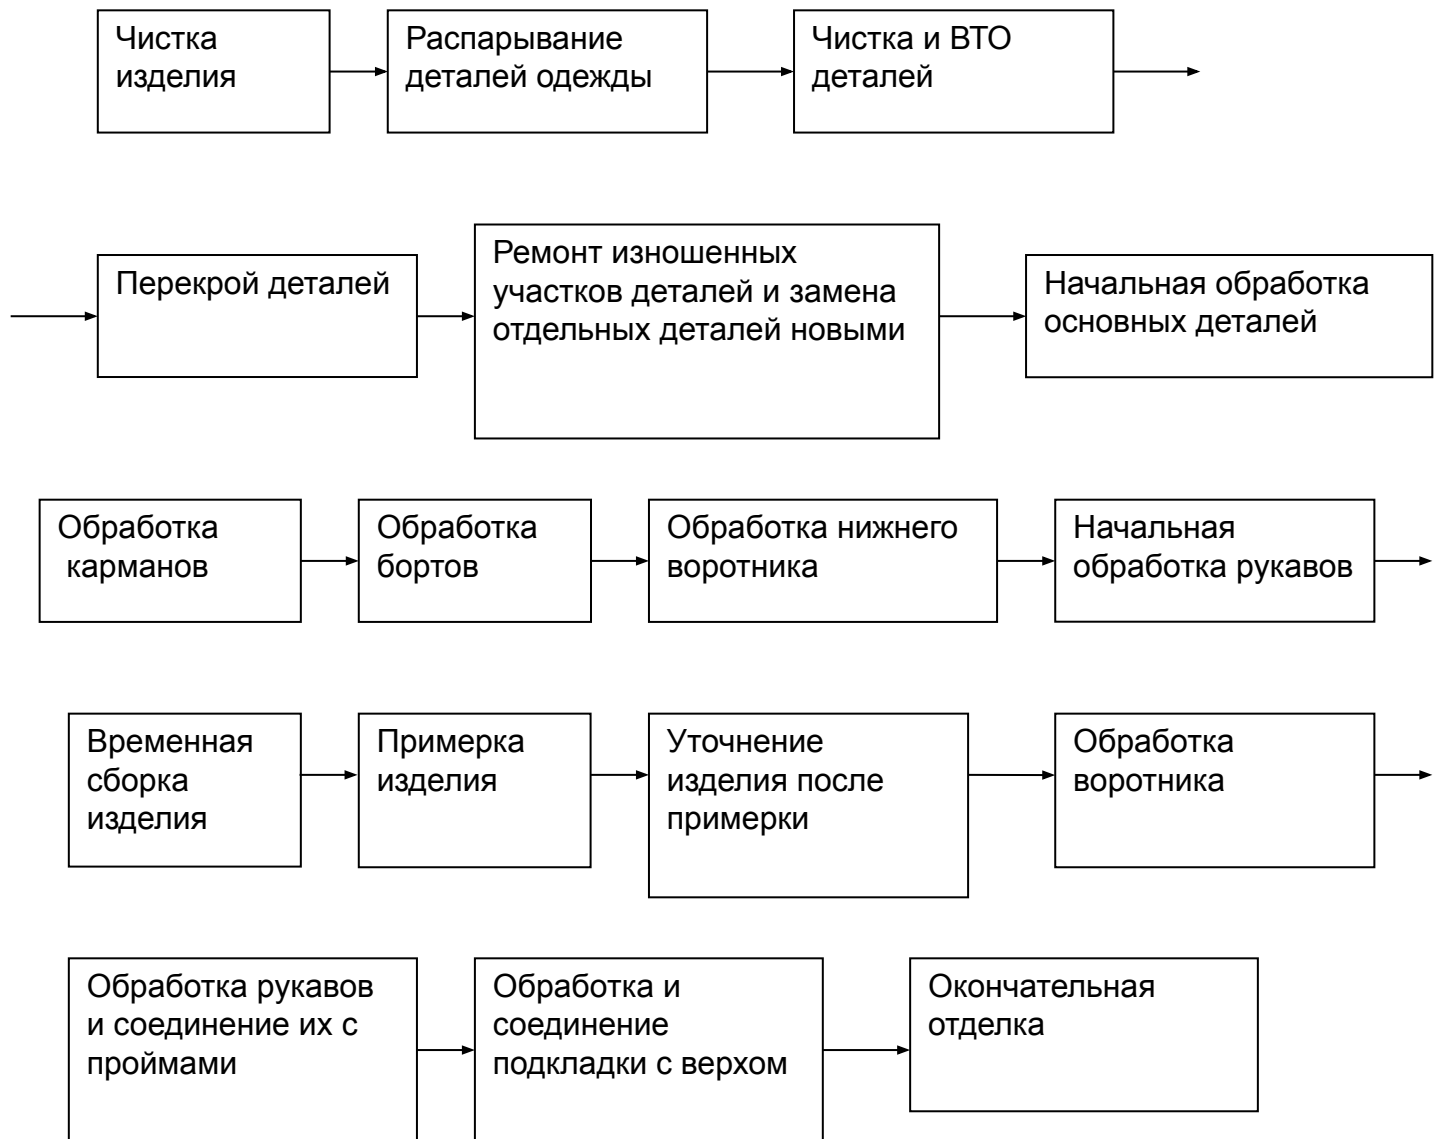 Чистка
изделия
Распарывание
деталей одежды
Чистка и ВТО
деталей
Перекрой деталей
Ремонт изношенных
участков деталей и замена
отдельных деталей новыми
Начальная обработка
основных деталей
Обработка
карманов
Обработка
бортов
Обработка нижнего
воротника
Начальная
обработка рукавов
Временная
сборка
изделия
Примерка
изделия
Уточнение
изделия после
примерки
Обработка
воротника
Обработка рукавов
и соединение их с
проймами
Обработка и
соединение
подкладки с верхом
Окончательная
отделка